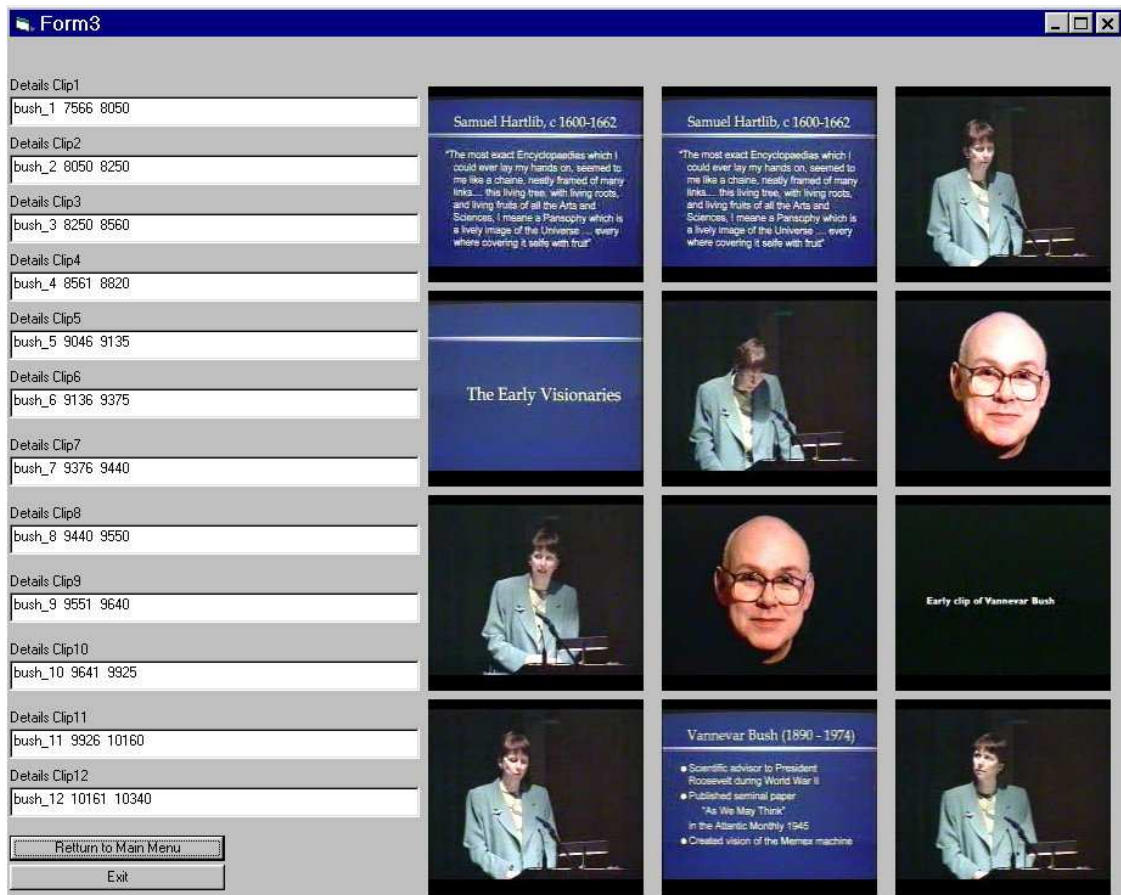 Form3
Details Clip1
bush_1 7566 8050
Details Clip2
bush_2 8050 8250
Details Clip3
bush_3 8250 8560
Details Clip4
bush_4 8561 8820
Details Clip5
bush_5 9046 9135
Details Clip6
bush_6 9136 9375
Details Clip7
bush_7 9376 9440
Details Clip8
bush_8 9440 9550
Details Clip9
bush_9 9551 9640
Details Clip10
bush_10 9641 9925
Details Clip11
bush_11 9926 10160
Details Clip12
bush_12 10161 10340
Retturn to Main Menu
Exit
Samuel Hartlib, c 1600-1662
"The most exact Encyclopaedias which I
could ever lay my hands on, seemed to
me like a chaine, neatly framed of many
links.... this living tree, with living roots,
and living fruits of all the Arts and
Sciences, I meane a Pansophy which is
a lively image of the Universe .... every
where covering it selfe with fruit"
Samuel Hartlib, c 1600-1662
"The most exact Encyclopaedias which I
could ever lay my hands on, seemed to
me like a chaine, neatly framed of many
links.... this living tree, with living roots,
and living fruits of all the Arts and
Sciences, I meane a Pansophy which is
a lively image of the Universe .... every
where covering it selfe with fruit"
The Early Visionaries
Early clip of Vannevar Bush
Vannevar Bush (1890 - 1974)
● Scientific advisor to President
Roosevelt during World War II
● Published seminal paper
"As We May Think"
in the Atlantic Monthly 1945
● Created vision of the Memex machine